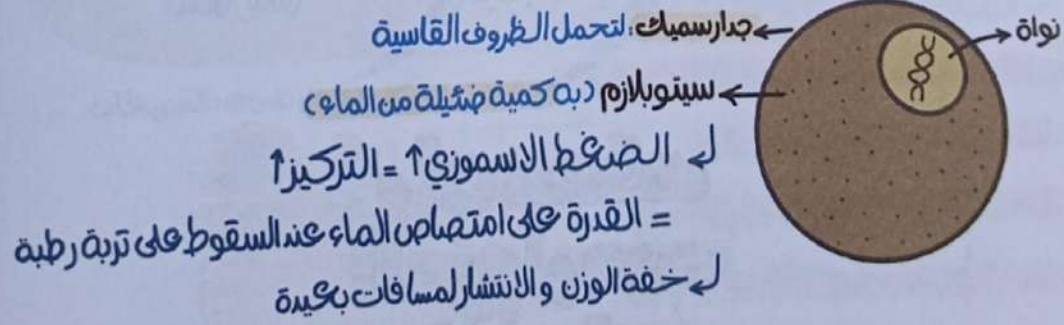 نواة
جدار سميك: لتحمل الظروف القاسية
سيتوبلازم (به كمية ضئيلة من الماء)
الضغط الاسموزي↑ = التركيز↑
= القدرة على امتصاص الماء عند السقوط على تربة رطبة
خفة الوزن و الانتشار لمسافات بعيدة